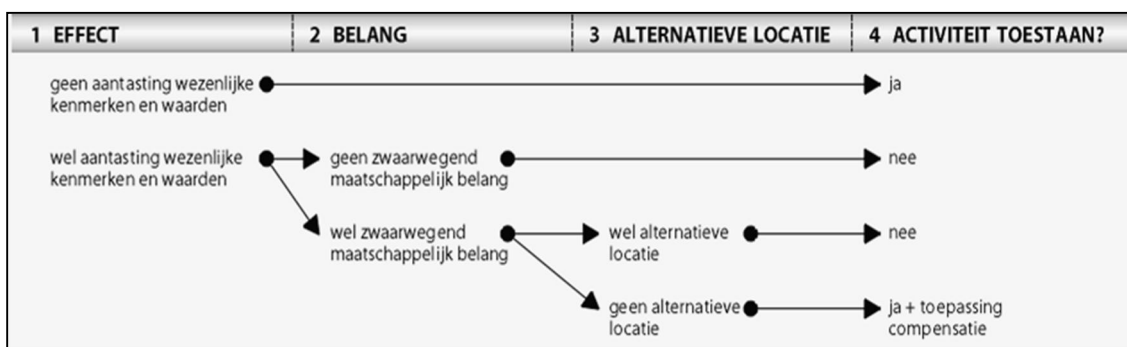 1 EFFECT
2 BELANG
3 ALTERNATIEVE LOCATIE
4 ACTIVITEIT TOESTAAN?
geen aantasting wezenlijke
kenmerken en waarden
ja
wel aantasting wezenlijke
kenmerken en waarden
geen zwaarwegend
maatschappelijk belang
nee
wel zwaarwegend
maatschappelijk belang
wel alternatieve
locatie
nee
geen alternatieve
locatie
ja + toepassing
compensatie